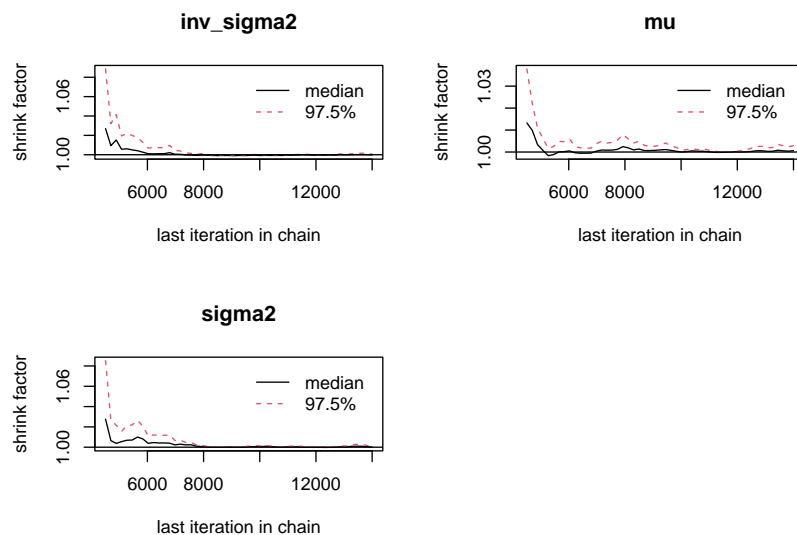 inv_sigma2
shrink factor
1.00 1.06
median
97.5%
6000 8000 12000
last iteration in chain
mu
shrink factor
1.00 1.03
median
97.5%
6000 8000 12000
last iteration in chain
sigma2
shrink factor
1.00 1.06
median
97.5%
6000 8000 12000
last iteration in chain